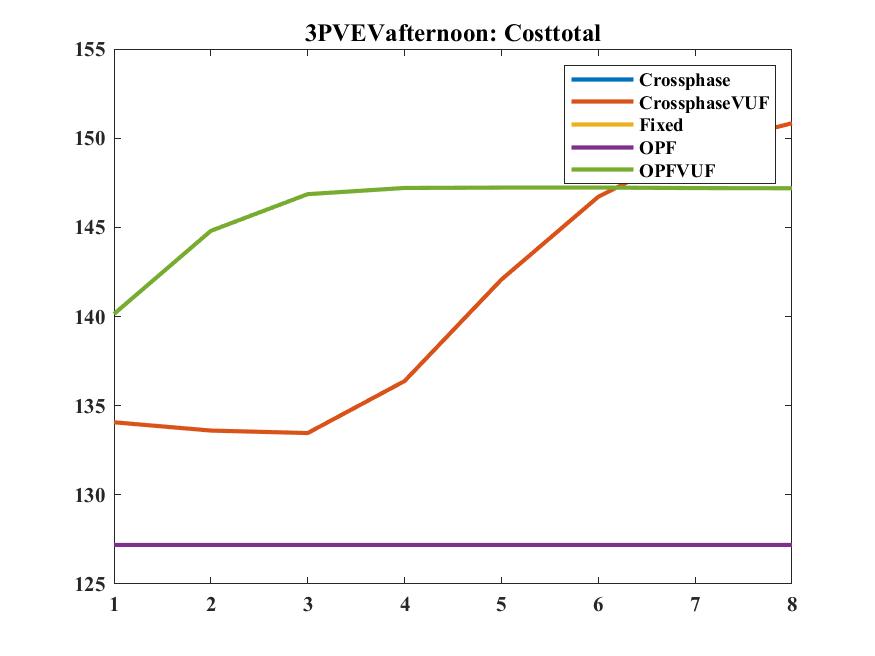 3PVEVafternoon: Costtotal
155
150
145
140
135
130
125
Crossphase
CrossphaseVUF
Fixed
OPF
OPFVUF
1 2 3 4 5 6 7 8